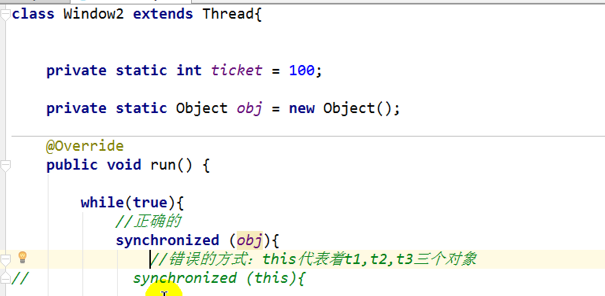 class Window2 extends Thread{
private static int ticket = 100;
private static Object obj = new Object();
@Override
public void run() {
while(true){
//正确的
synchronized (obj){
//错误的方式：this代表着t1,t2,t3三个对象
// synchronized (this){